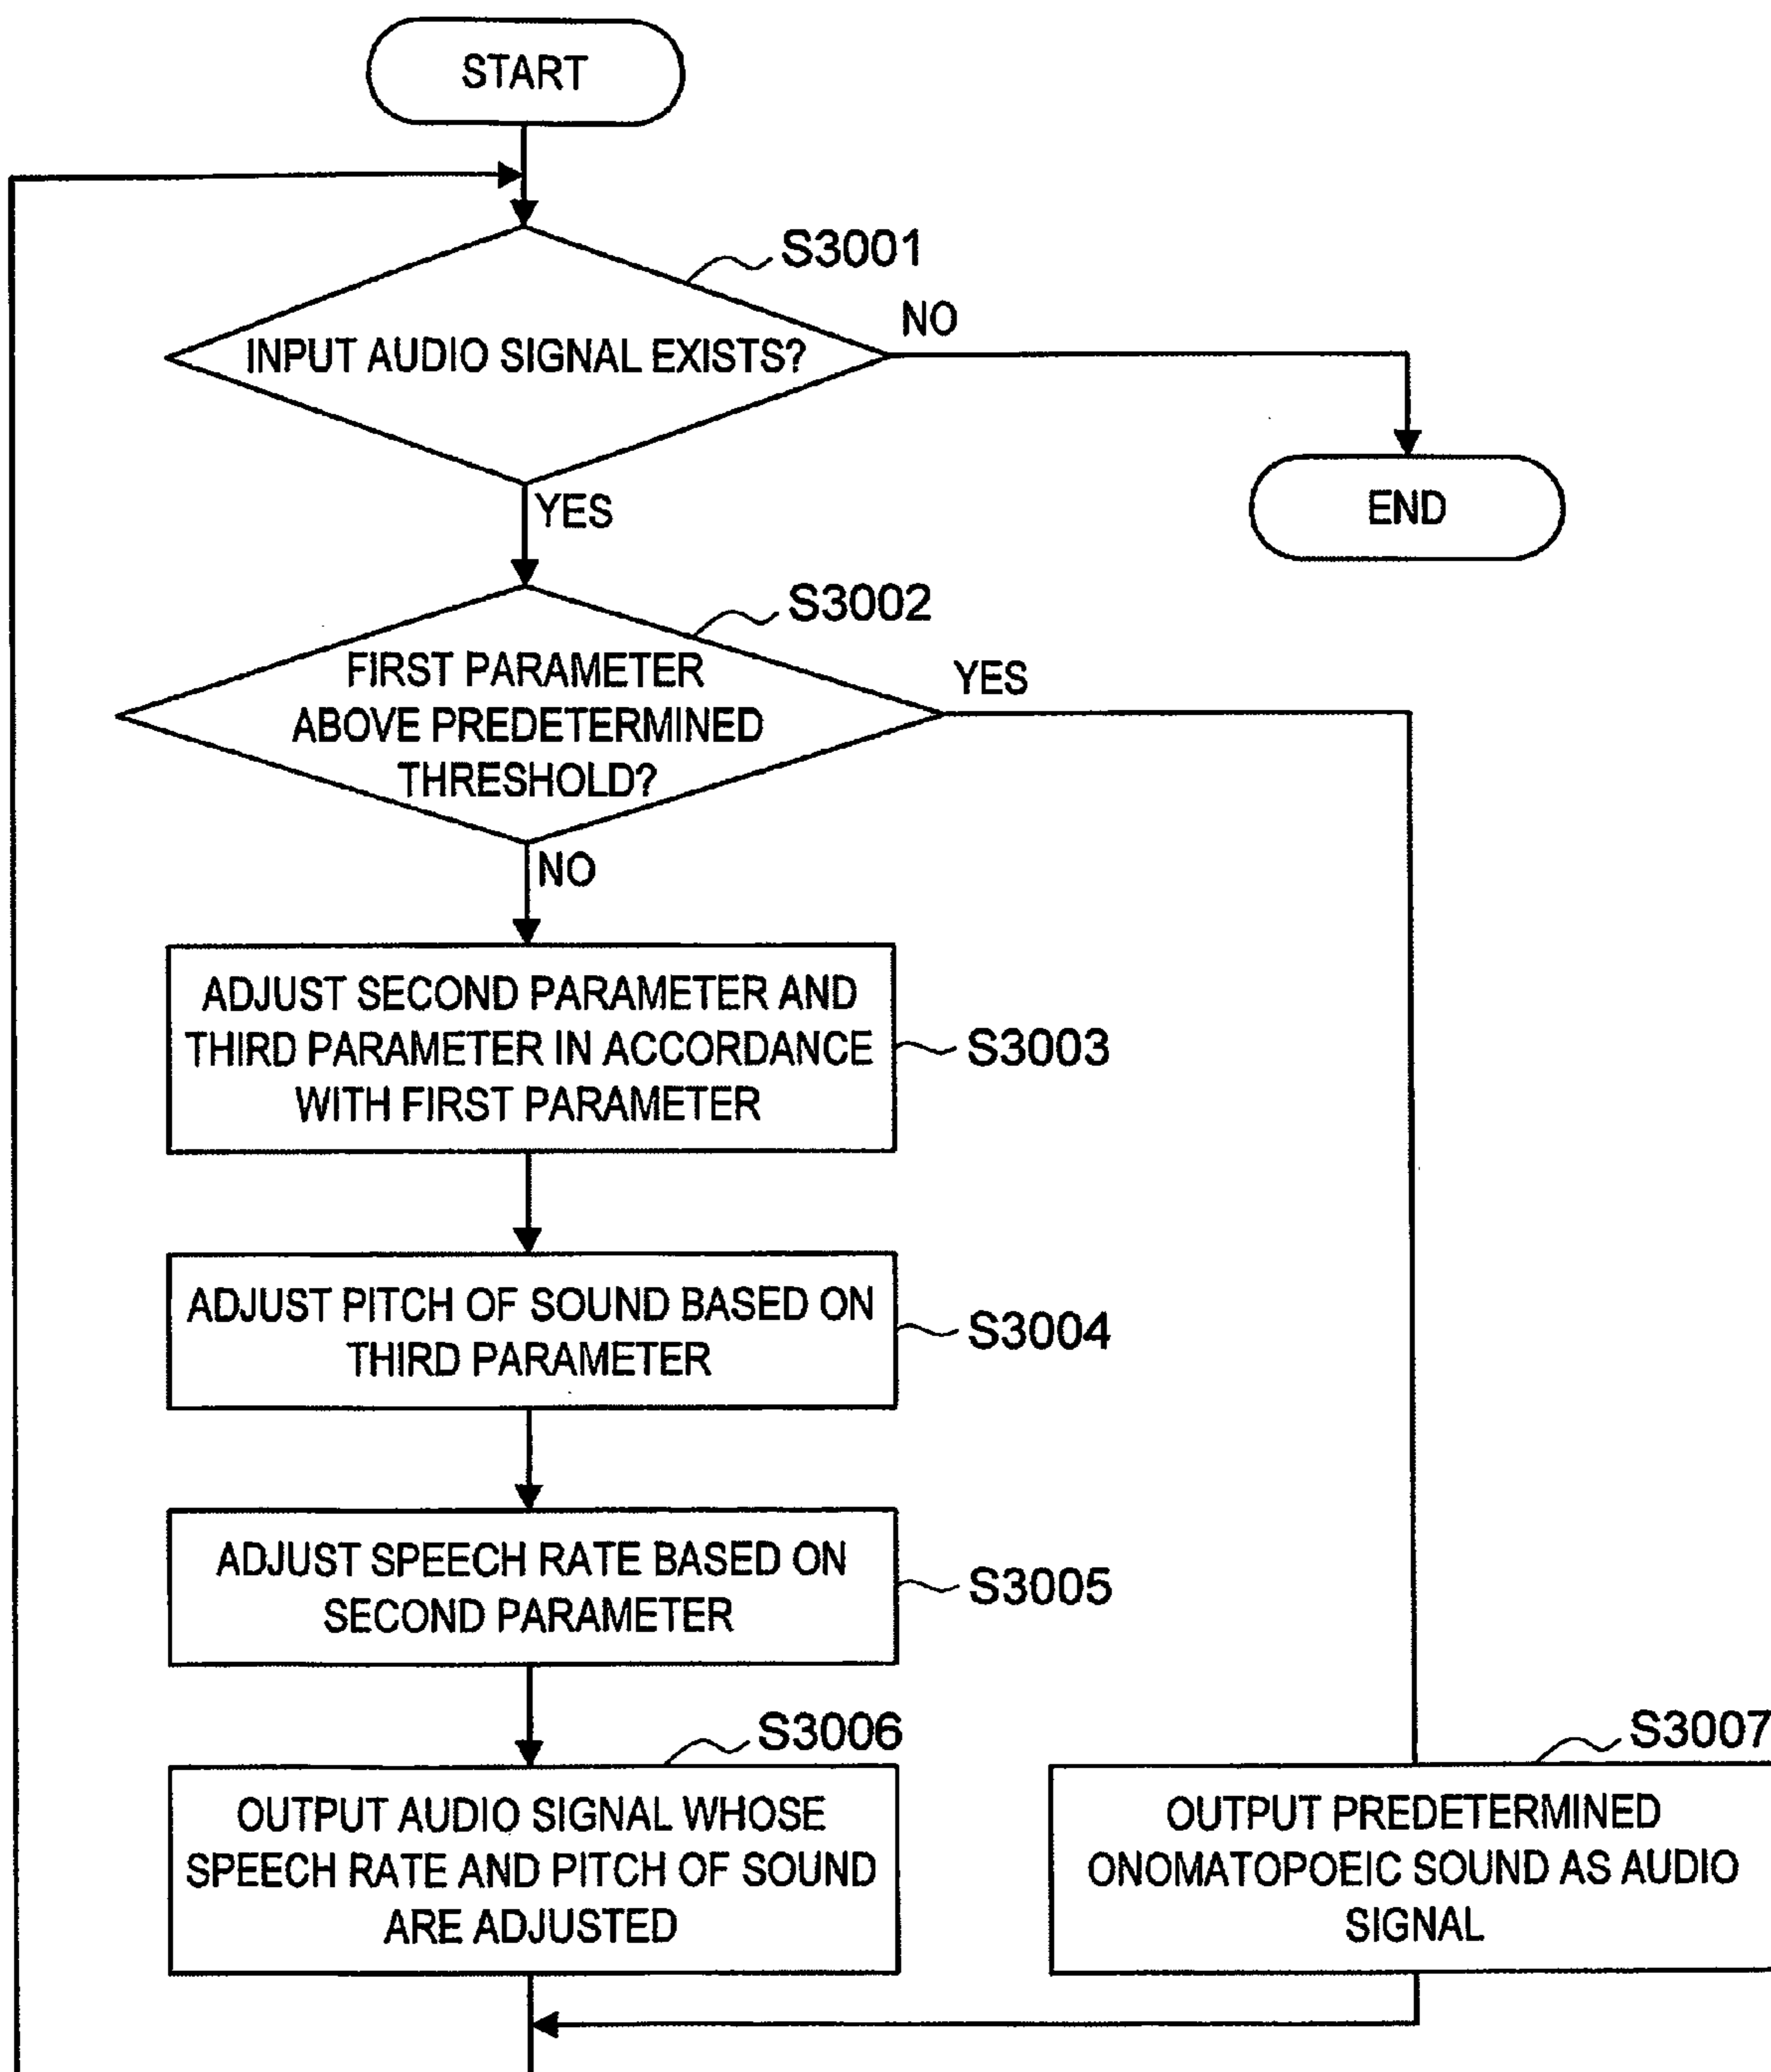 START
S3001
INPUT AUDIO SIGNAL EXISTS?
NO
END
YES
S3002
FIRST PARAMETER
ABOVE PREDETERMINED
THRESHOLD?
YES
NO
ADJUST SECOND PARAMETER AND
THIRD PARAMETER IN ACCORDANCE
WITH FIRST PARAMETER
S3003
ADJUST PITCH OF SOUND BASED ON
THIRD PARAMETER
S3004
ADJUST SPEECH RATE BASED ON
SECOND PARAMETER
S3005
S3006
OUTPUT AUDIO SIGNAL WHOSE
SPEECH RATE AND PITCH OF SOUND
ARE ADJUSTED
S3007
OUTPUT PREDETERMINED
ONOMATOPOEIC SOUND AS AUDIO
SIGNAL